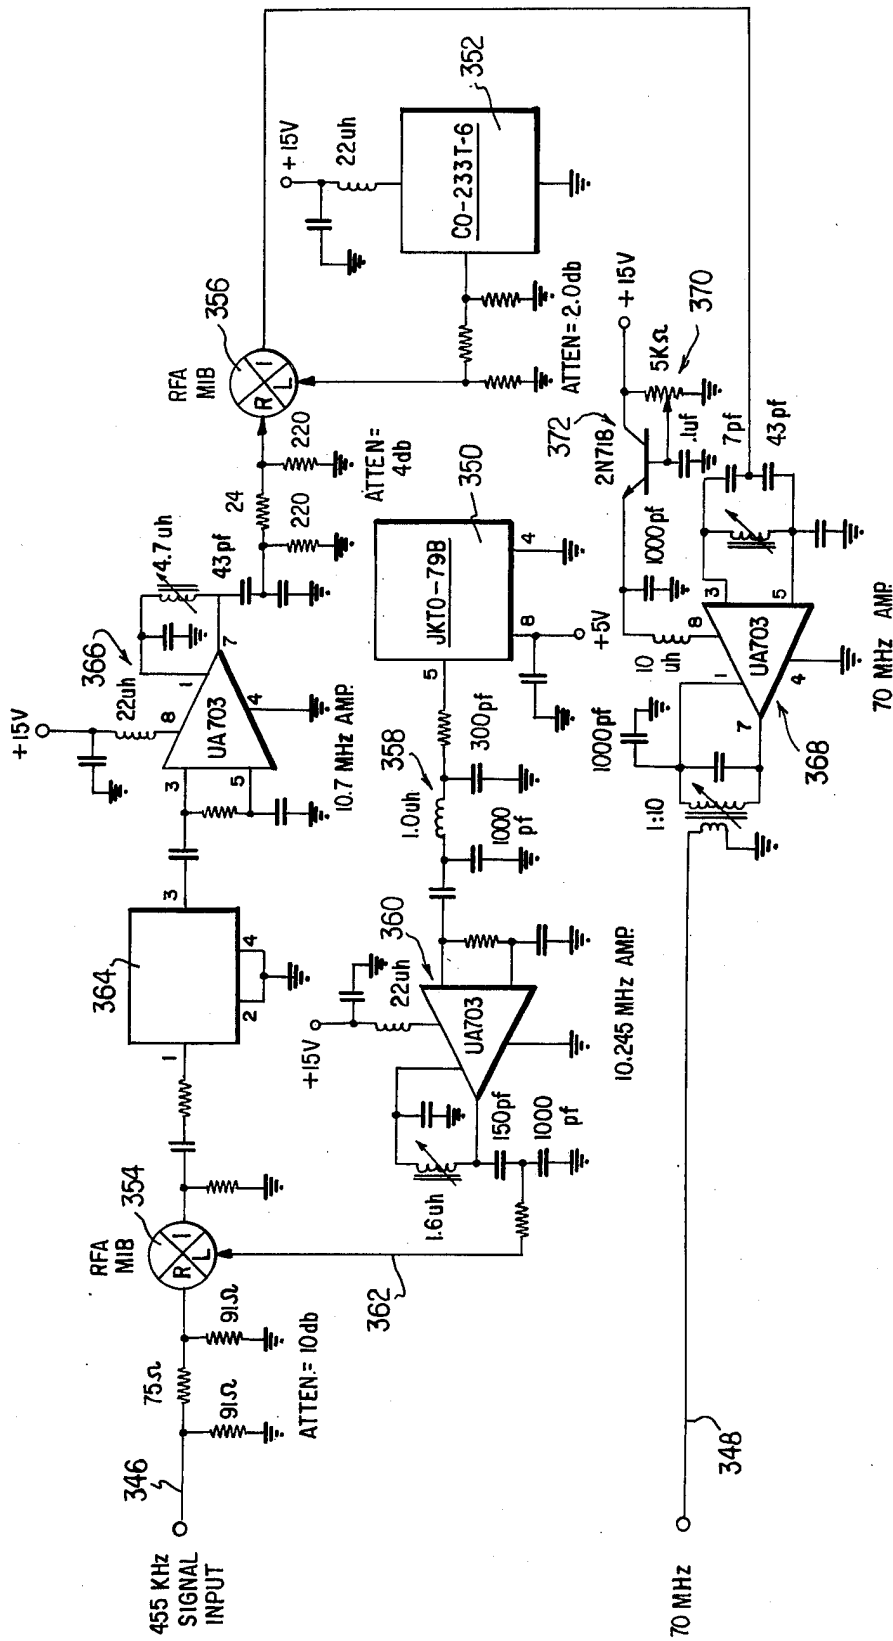 455 KHz
SIGNAL
INPUT
346
75Ω
91Ω
91Ω
ATTEN.= 10db
RFA
MIB
354
R
I
L
362
364
1
3
2
4
+15V
22uh
366
3
5
8
1
7
4
UA703
10.7 MHz AMP.
4.7uh
43pf
24
220
220
ATTEN=
4db
RFA
MIB
356
R
I
L
+15V
22uh
352
CO-233T-6
ATTEN=2.0db
+15V
22uh
360
UA703
10.245 MHz AMP.
1.6uh
150pf
1000
pf
358
1.0uh
1000
pf
300pf
5
JKTO-79B
350
8
4
+5V
70 MHz
348
1:10
1000pf
368
7
1
8
3
5
4
UA703
70 MHz AMP.
10
uh
1000pf
372
2N718
+15V
5KΩ
370
.1uf
7pf
43pf